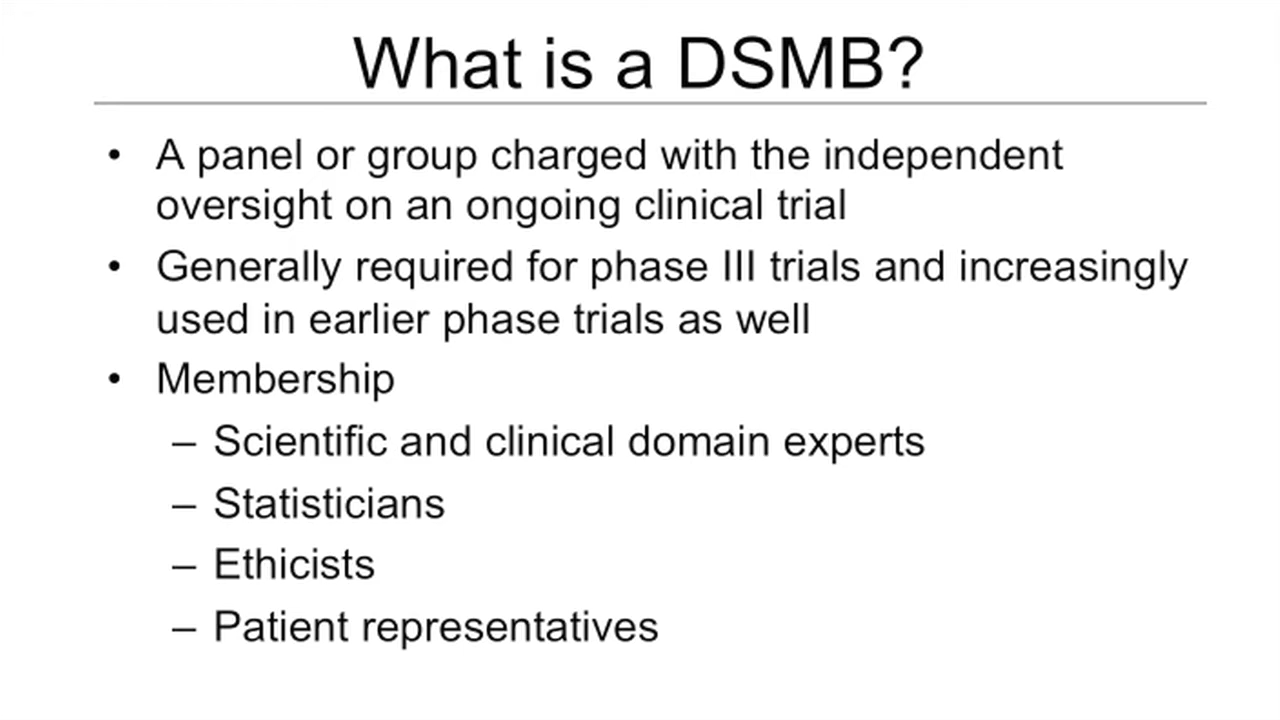 What is a DSMB?
• A panel or group charged with the independent
oversight on an ongoing clinical trial
• Generally required for phase III trials and increasingly
used in earlier phase trials as well
• Membership
– Scientific and clinical domain experts
– Statisticians
– Ethicists
– Patient representatives